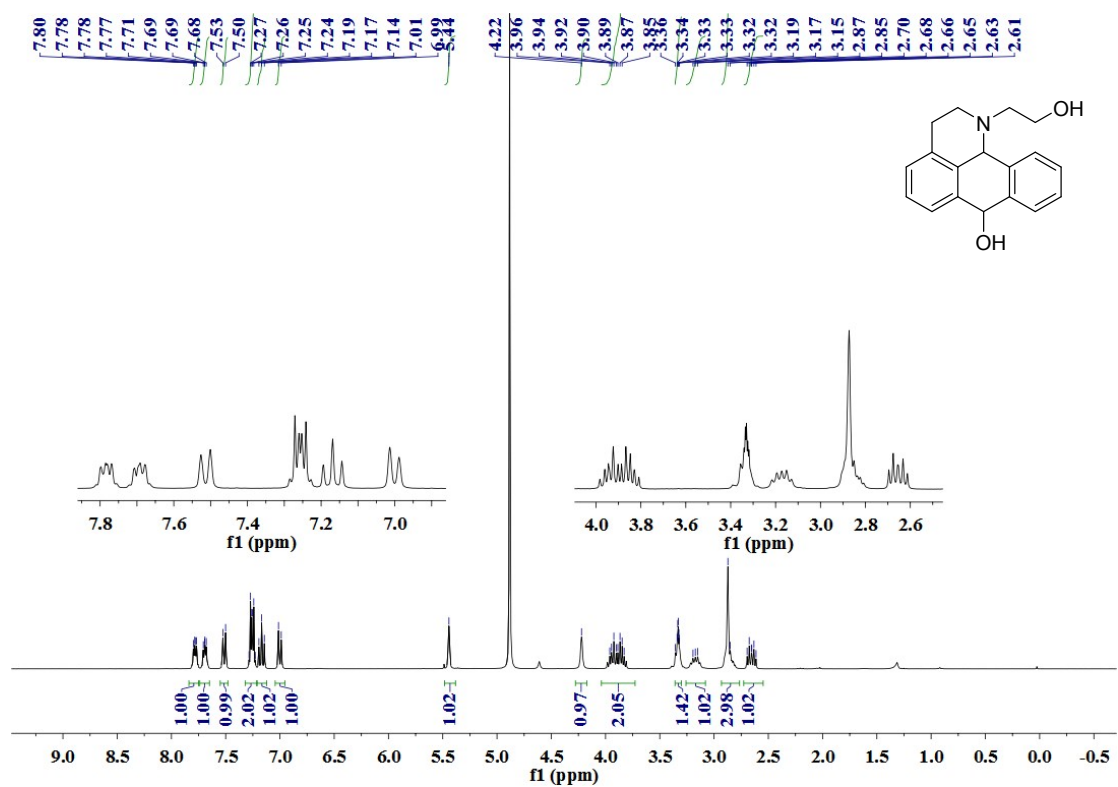 7.80 7.78 7.78 7.77 7.71 7.69 7.69 7.68 7.53 7.50 7.27 7.26 7.25 7.24 7.19 7.17 7.14 7.01 6.99 5.44 4.22 3.96 3.94 3.92 3.90 3.89 3.87 3.85 3.36 3.34 3.33 3.33 3.32 3.32 3.19 3.17 3.15 2.87 2.85 2.70 2.68 2.66 2.65 2.63 2.61
N
OH
OH
7.8 7.6 7.4 7.2 7.0
f1 (ppm)
4.0 3.8 3.6 3.4 3.2 3.0 2.8 2.6
f1 (ppm)
1.00 1.00 0.99 2.02 1.02 1.00 1.02 0.97 2.05 1.42 1.02 2.98 1.02
9.0 8.5 8.0 7.5 7.0 6.5 6.0 5.5 5.0 4.5 4.0 3.5 3.0 2.5 2.0 1.5 1.0 0.5 0.0 -0.5
f1 (ppm)